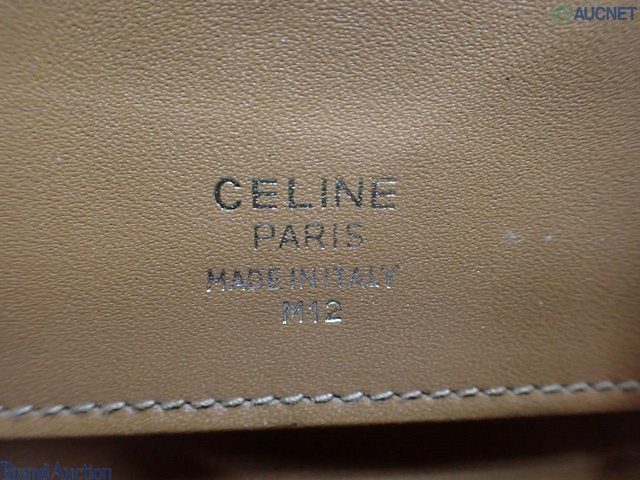 AUCNET
CELINE
PARIS
MADE IN ITALY
M12
Brand Auction